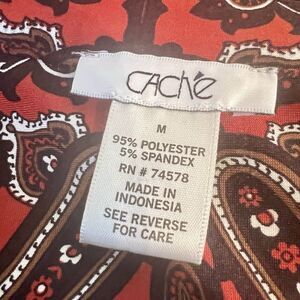 CAChé
M
95% POLYESTER
5% SPANDEX
RN # 74578
MADE IN
INDONESIA
SEE REVERSE
FOR CARE